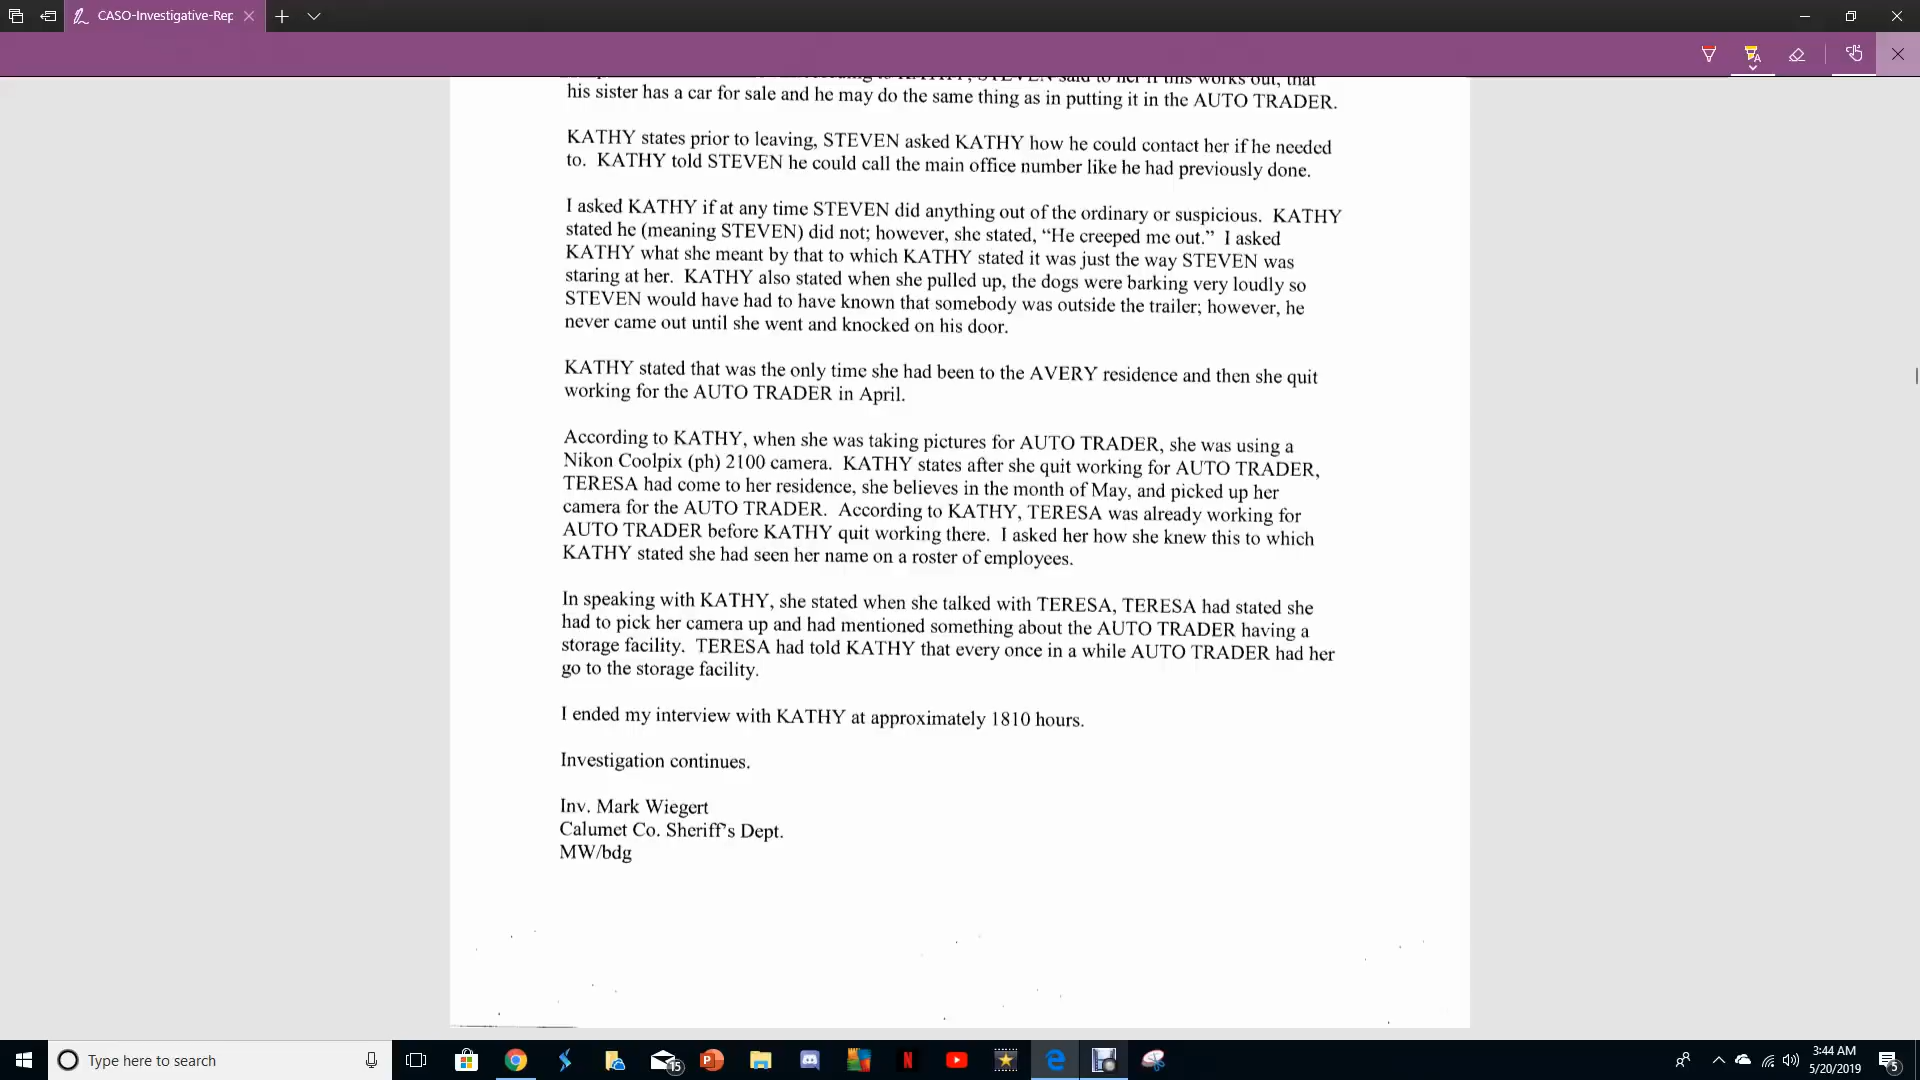 CASO-Investigative-Rep
said to her if this works out, that
his sister has a car for sale and he may do the same thing as in putting it in the AUTO TRADER.
KATHY states prior to leaving, STEVEN asked KATHY how he could contact her if he needed
to. KATHY told STEVEN he could call the main office number like he had previously done.
I asked KATHY if at any time STEVEN did anything out of the ordinary or suspicious. KATHY
stated he (meaning STEVEN) did not; however, she stated, “He creeped me out.” I asked
KATHY what she meant by that to which KATHY stated it was just the way STEVEN was
staring at her. KATHY also stated when she pulled up, the dogs were barking very loudly so
STEVEN would have had to have known that somebody was outside the trailer; however, he
never came out until she went and knocked on his door.
KATHY stated that was the only time she had been to the AVERY residence and then she quit
working for the AUTO TRADER in April.
According to KATHY, when she was taking pictures for AUTO TRADER, she was using a
Nikon Coolpix (ph) 2100 camera. KATHY states after she quit working for AUTO TRADER,
TERESA had come to her residence, she believes in the month of May, and picked up her
camera for the AUTO TRADER. According to KATHY, TERESA was already working for
AUTO TRADER before KATHY quit working there. I asked her how she knew this to which
KATHY stated she had seen her name on a roster of employees.
In speaking with KATHY, she stated when she talked with TERESA, TERESA had stated she
had to pick her camera up and had mentioned something about the AUTO TRADER having a
storage facility. TERESA had told KATHY that every once in a while AUTO TRADER had her
go to the storage facility.
I ended my interview with KATHY at approximately 1810 hours.
Investigation continues.
Inv. Mark Wiegert
Calumet Co. Sheriff's Dept.
MW/bdg
Type here to search
15
3:44 AM
5/20/2019
5